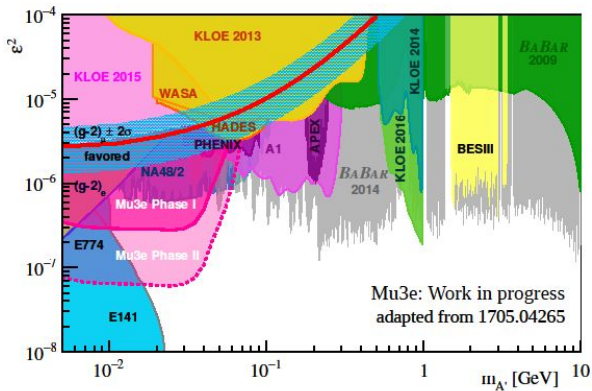 ε²
10⁻⁴
10⁻⁵
10⁻⁶
10⁻⁷
10⁻⁸
KLOE 2013
KLOE 2015
WASA
HADES
PHENIX
(g-2)μ ± 2σ
favored
NA48/2
(g-2)e
A1
APEX
KLOE 2014
KLOE 2016
BABAR
2009
BABAR
2014
BESIII
Mu3e Phase I
Mu3e Phase II
E774
E141
Mu3e: Work in progress
adapted from 1705.04265
10⁻² 10⁻¹ 1 10
mA' [GeV]